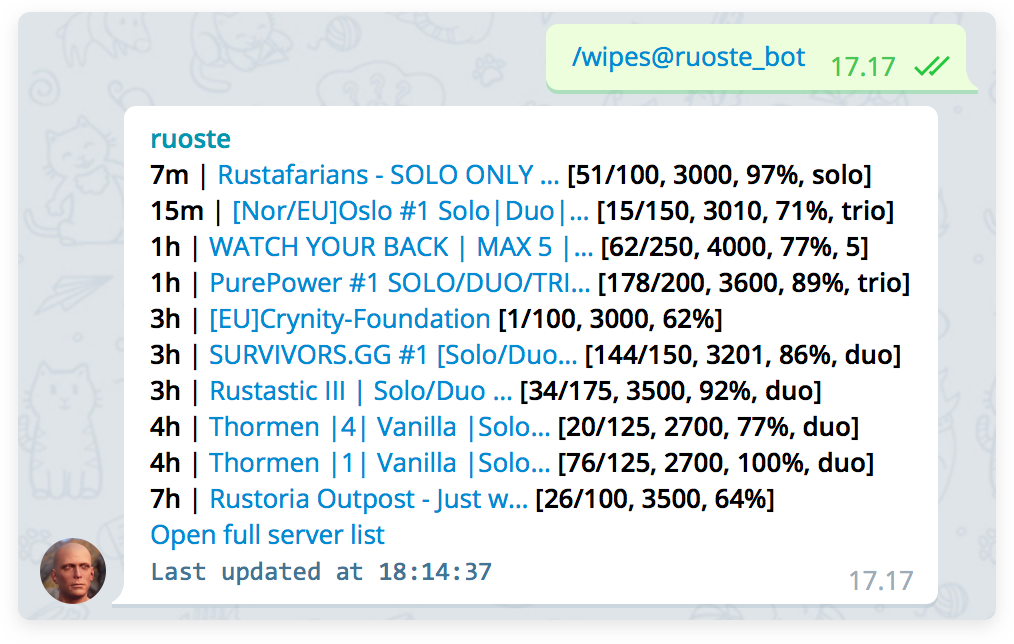 /wipes@ruoste_bot 17.17
ruoste
7m | Rustafarians - SOLO ONLY ... [51/100, 3000, 97%, solo]
15m | [Nor/EU]Oslo #1 Solo|Duo|... [15/150, 3010, 71%, trio]
1h | WATCH YOUR BACK | MAX 5 |... [62/250, 4000, 77%, 5]
1h | PurePower #1 SOLO/DUO/TRI... [178/200, 3600, 89%, trio]
3h | [EU]Crynity-Foundation [1/100, 3000, 62%]
3h | SURVIVORS.GG #1 [Solo/Duo... [144/150, 3201, 86%, duo]
3h | Rustastic III | Solo/Duo ... [34/175, 3500, 92%, duo]
4h | Thormen |4| Vanilla |Solo... [20/125, 2700, 77%, duo]
4h | Thormen |1| Vanilla |Solo... [76/125, 2700, 100%, duo]
7h | Rustoria Outpost - Just w... [26/100, 3500, 64%]
Open full server list
Last updated at 18:14:37
17.17